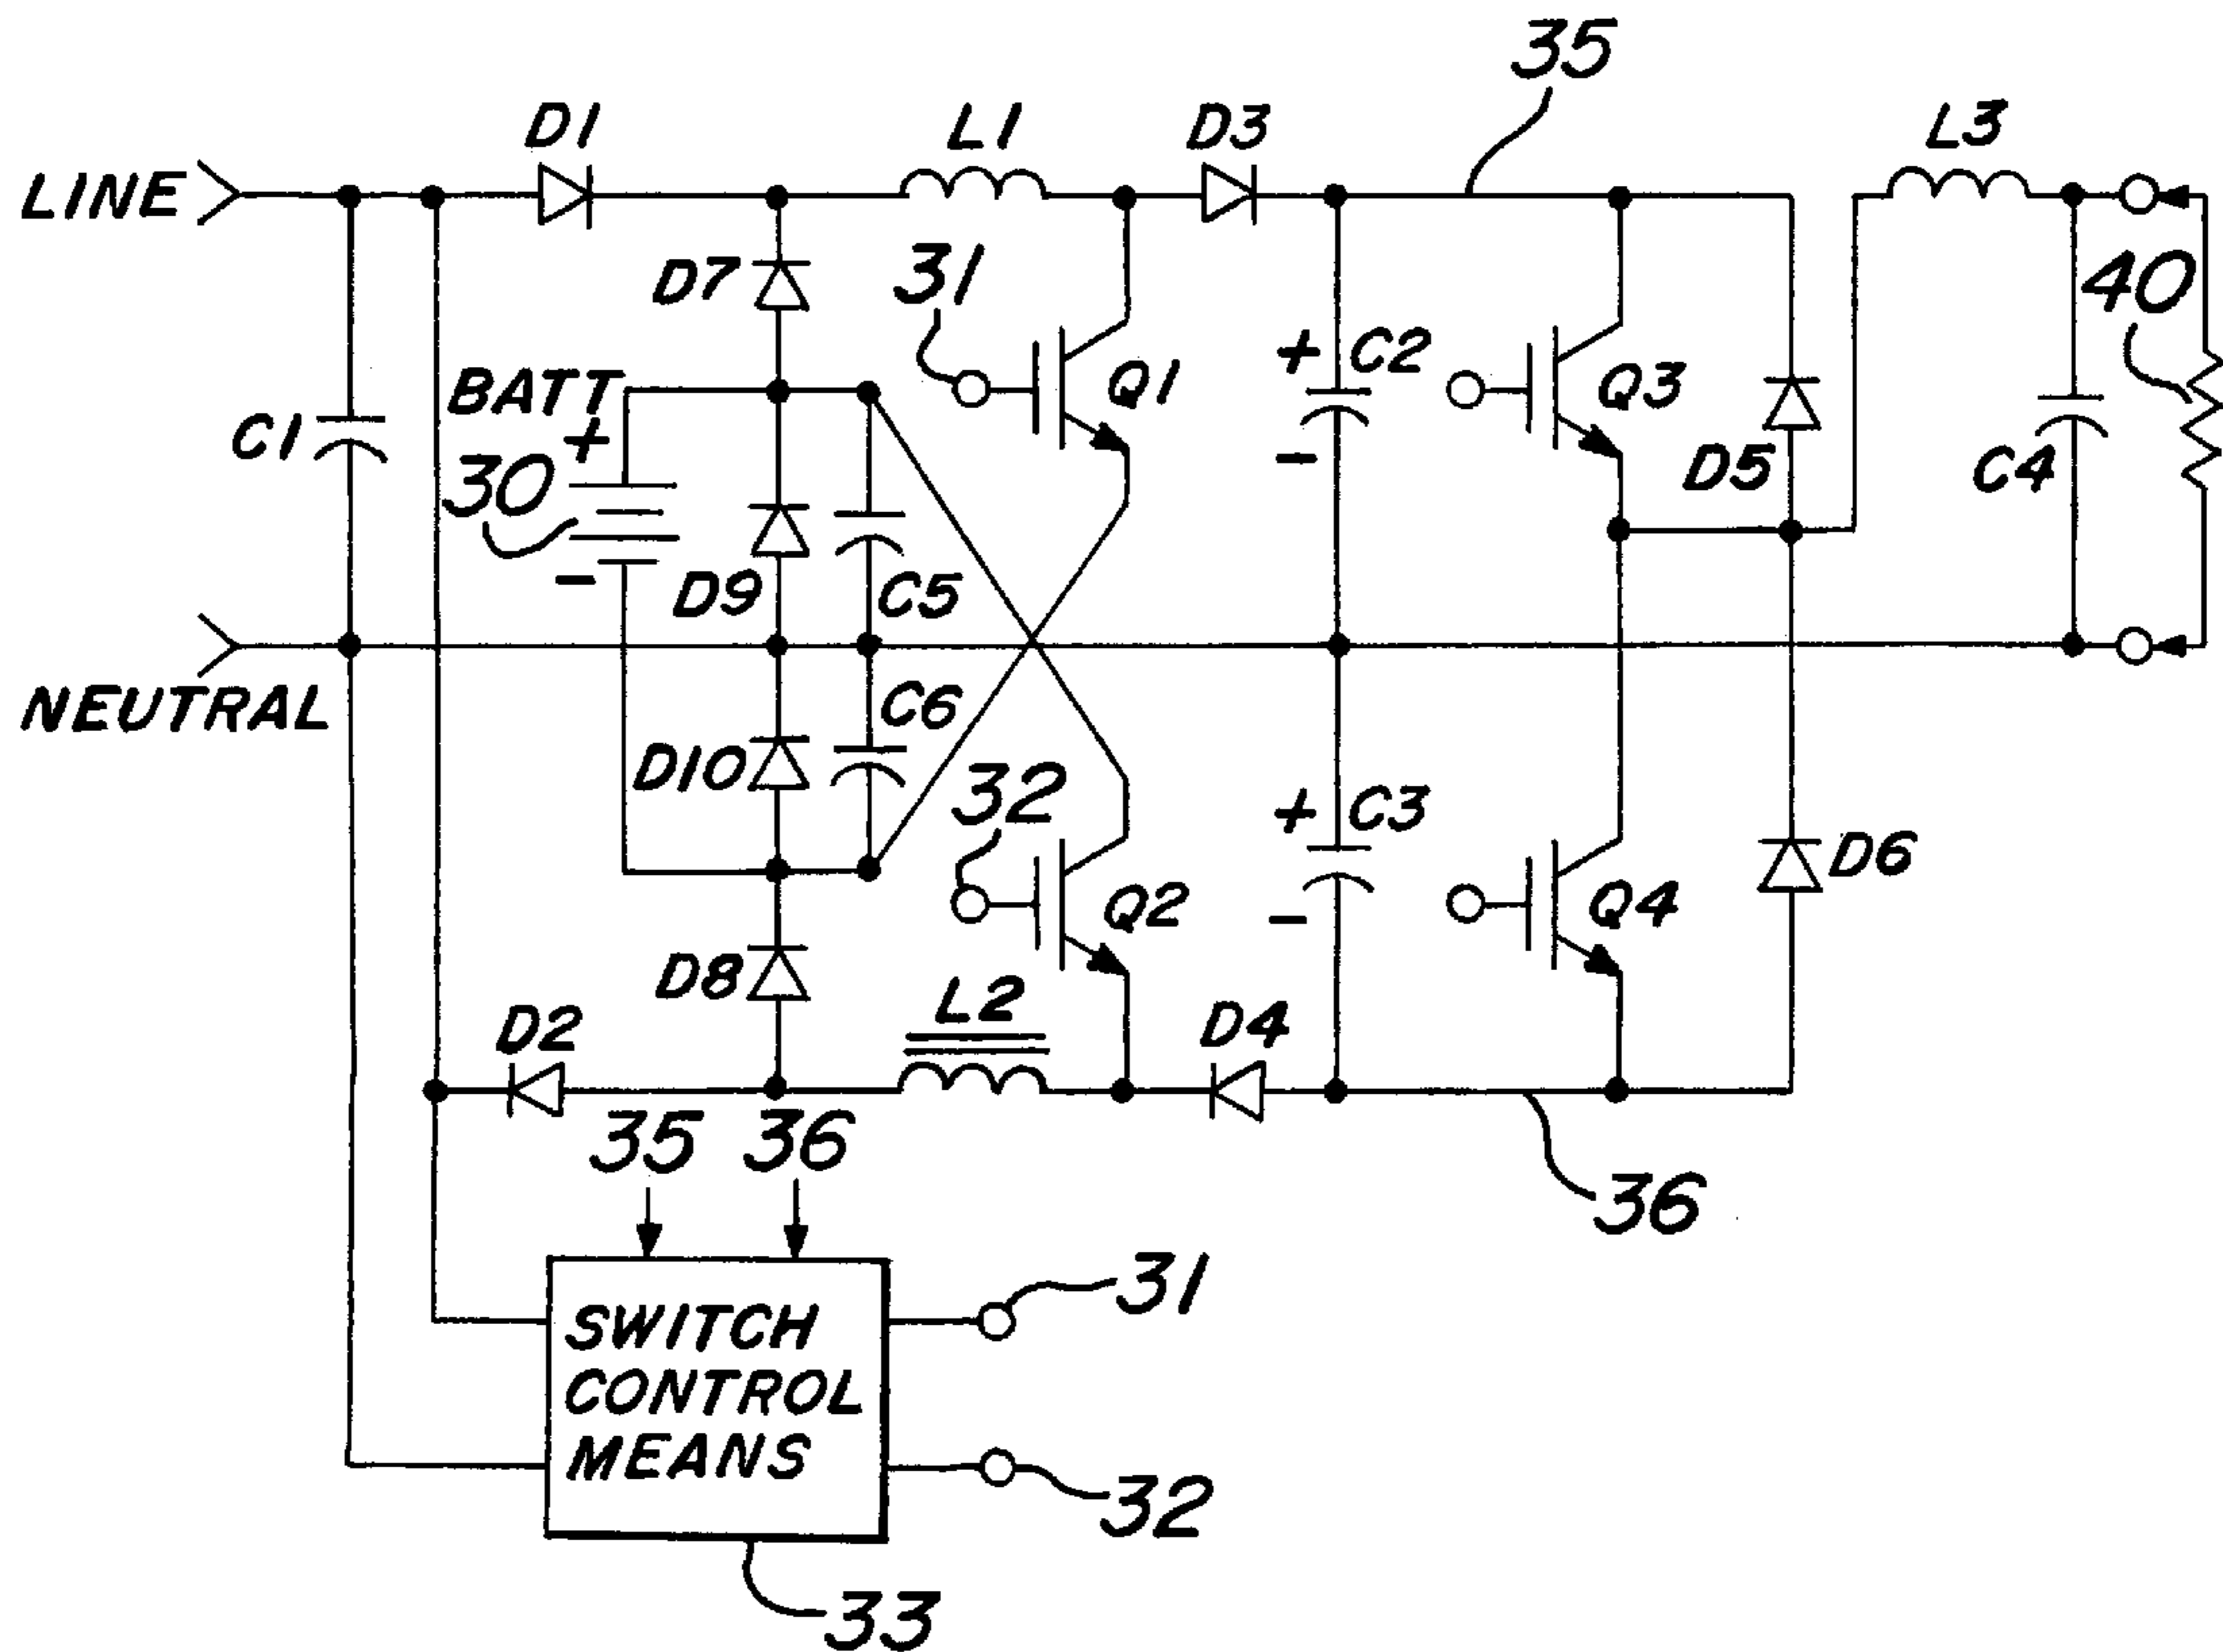 35
D1
L1
D3
L3
LINE
D7
31
40
BATT
+
Q1
+
C2
Q3
C1
30
-
D5
C4
-
D9
C5
NEUTRAL
C6
D10
32
+
C3
D6
D8
Q2
-
Q4
D2
L2
D4
35
36
36
31
SWITCH
CONTROL
MEANS
32
33